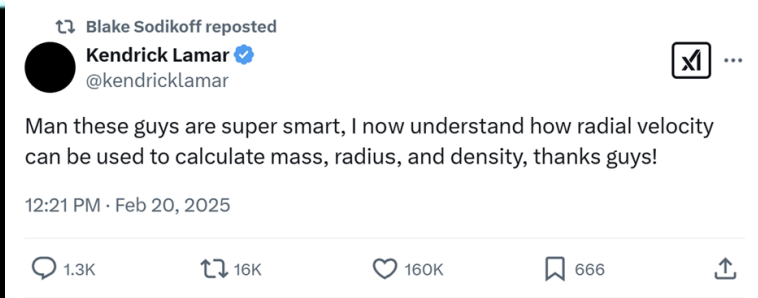 Blake Sodikoff reposted
Kendrick Lamar
@kendricklamar
Man these guys are super smart, I now understand how radial velocity
can be used to calculate mass, radius, and density, thanks guys!
12:21 PM · Feb 20, 2025
1.3K 16K 160K 666